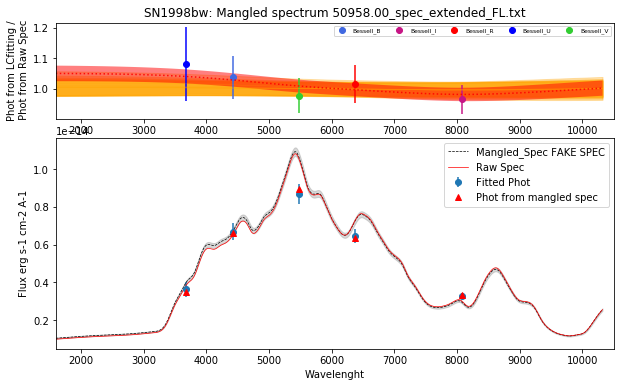 SN1998bw: Mangled spectrum 50958.00_spec_extended_FL.txt
Phot from LCfitting /
Phot from Raw Spec
1.2
1.1
1.0
Bessell_B
Bessell_I
Bessell_R
Bessell_U
Bessell_V
2000
3000
4000
5000
6000
7000
8000
9000
10000
1e−14
Flux erg s-1 cm-2 A-1
1.0
0.8
0.6
0.4
0.2
Mangled_Spec FAKE SPEC
Raw Spec
Fitted Phot
Phot from mangled spec
2000
3000
4000
5000
6000
7000
8000
9000
10000
Wavelenght